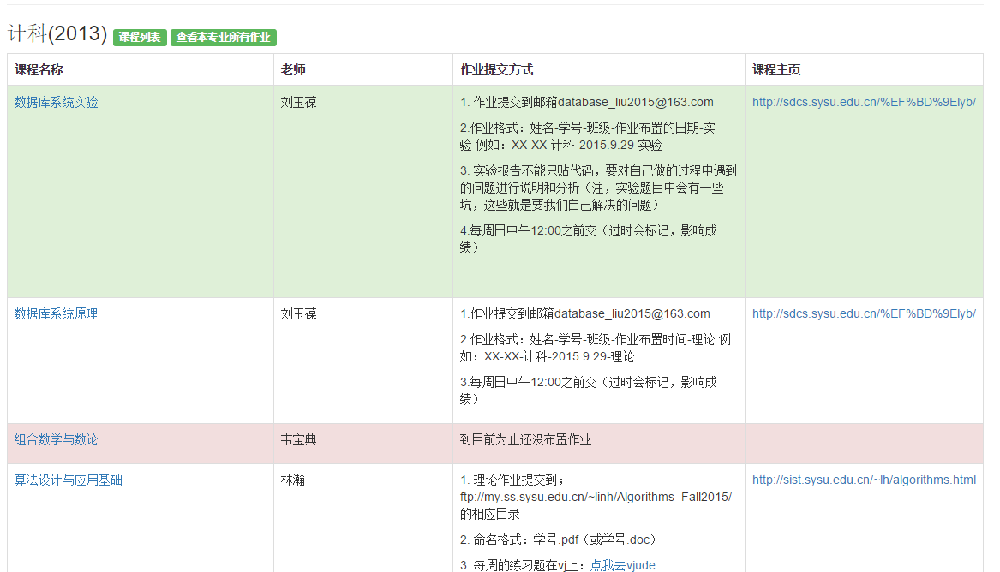 计科(2013) 课程列表 查看本专业所有作业
课程名称 老师 作业提交方式 课程主页
数据库系统实验 刘玉葆 1. 作业提交到邮箱database_liu2015@163.com http://sdcs.sysu.edu.cn/%EF%BD%9Elyb/
2.作业格式：姓名-学号-班级-作业布置的日期-实
验 例如：XX-XX-计科-2015.9.29-实验
3. 实验报告不能只贴代码，要对自己做的过程中遇到
的问题进行说明和分析（注，实验题目中会有一些
坑，这些就是要我们自己解决的问题）
4.每周日中午12:00之前交（过时会标记，影响成
绩）
数据库系统原理 刘玉葆 1.作业提交到邮箱database_liu2015@163.com http://sdcs.sysu.edu.cn/%EF%BD%9Elyb/
2.作业格式：姓名-学号-班级-作业布置时间-理论 例
如：XX-XX-计科-2015.9.29-理论
3.每周日中午12:00之前交（过时会标记，影响成
绩）
组合数学与数论 韦宝典 到目前为止还没布置作业
算法设计与应用基础 林瀚 1. 理论作业提交到； http://sist.sysu.edu.cn/~lh/algorithms.html
ftp://my.ss.sysu.edu.cn/~linh/Algorithms_Fall2015/
的相应目录
2. 命名格式：学号.pdf（或学号.doc）
3. 每周的练习题在vj上：点我去vjude